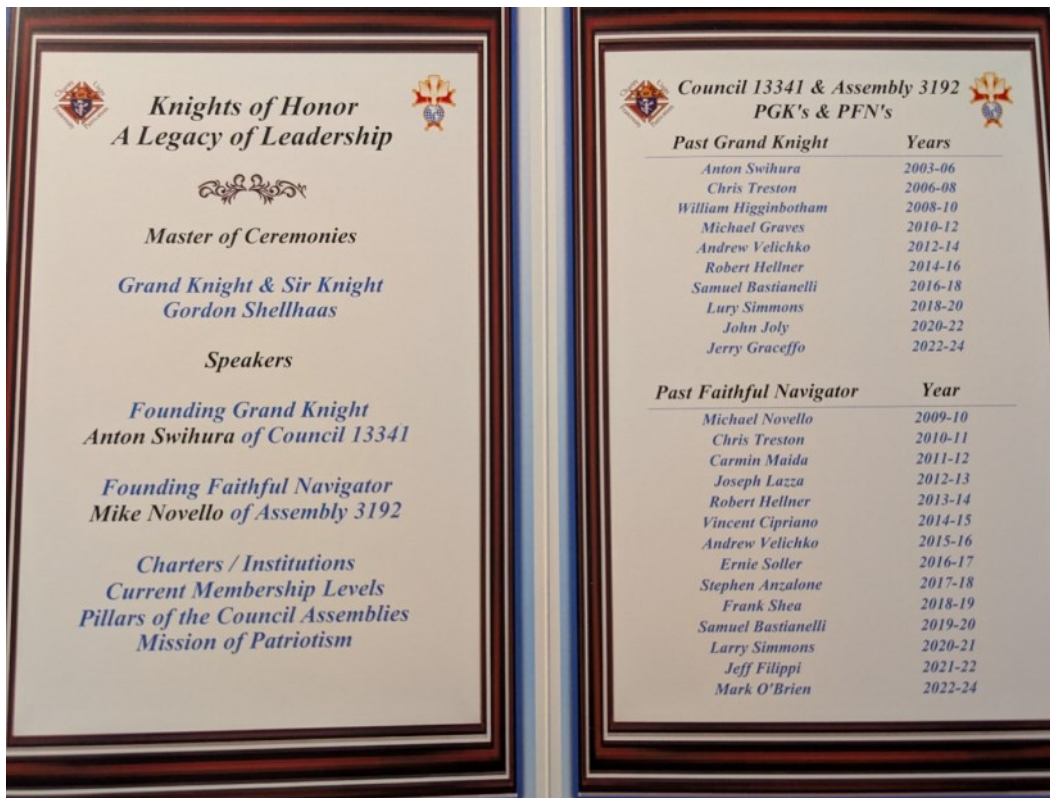 Knights of Honor
A Legacy of Leadership
Master of Ceremonies
Grand Knight & Sir Knight
Gordon Shellhaas
Speakers
Founding Grand Knight
Anton Swihura of Council 13341
Founding Faithful Navigator
Mike Novello of Assembly 3192
Charters / Institutions
Current Membership Levels
Pillars of the Council Assemblies
Mission of Patriotism
Council 13341 & Assembly 3192
PGK's & PFN's
Past Grand Knight Years
Anton Swihura 2003-06
Chris Treston 2006-08
William Higginbotham 2008-10
Michael Graves 2010-12
Andrew Velichko 2012-14
Robert Hellner 2014-16
Samuel Bastianelli 2016-18
Lury Simmons 2018-20
John Joly 2020-22
Jerry Graceffo 2022-24
Past Faithful Navigator Year
Michael Novello 2009-10
Chris Treston 2010-11
Carmin Maida 2011-12
Joseph Lazza 2012-13
Robert Hellner 2013-14
Vincent Cipriano 2014-15
Andrew Velichko 2015-16
Ernie Soller 2016-17
Stephen Anzalone 2017-18
Frank Shea 2018-19
Samuel Bastianelli 2019-20
Larry Simmons 2020-21
Jeff Filippi 2021-22
Mark O'Brien 2022-24